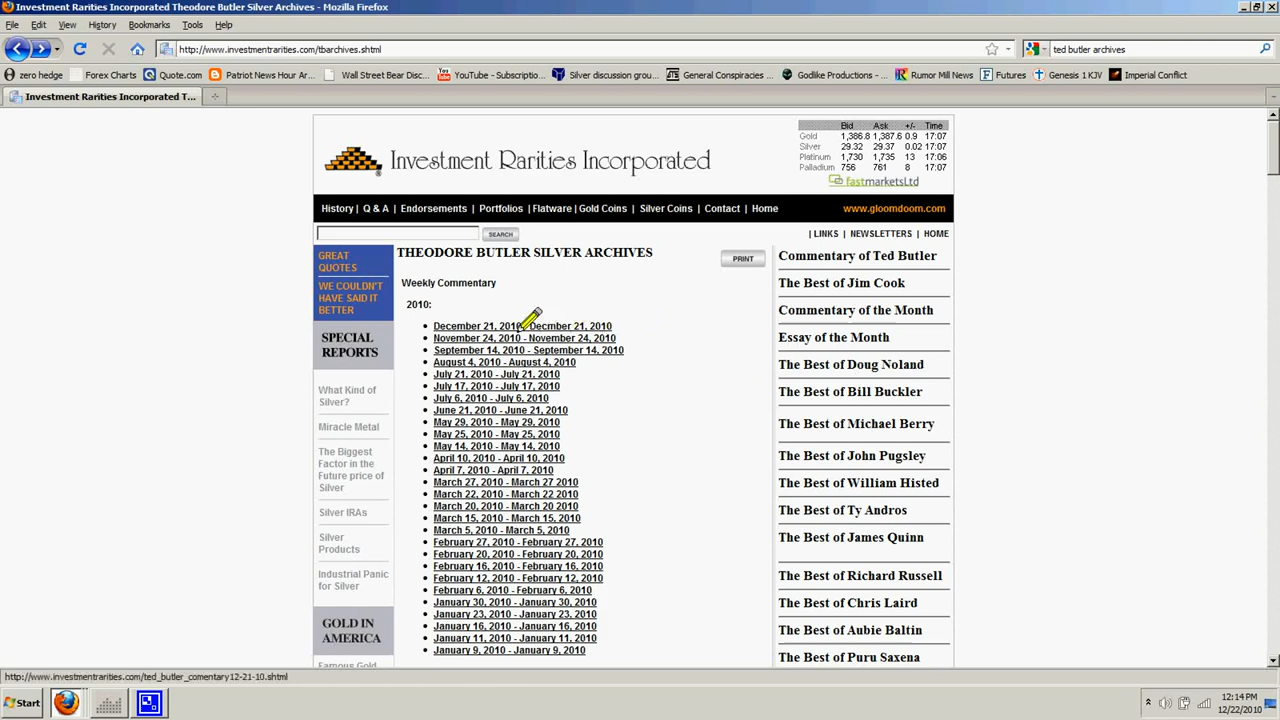 Investment Rarities Incorporated Theodore Butler Silver Archives - Mozilla Firefox
File Edit View History Bookmarks Tools Help
http://www.investmentrarities.com/tbarchives.shtml
ted butler archives
zero hedge Forex Charts Quote.com Patriot News Hour Ar... Wall Street Bear Disc... YouTube - Subscriptio... Silver discussion grou... General Conspiracies ... Godlike Productions - ... Rumor Mill News Futures Genesis 1 KJV Imperial Conflict
Investment Rarities Incorporated T...
Bid Ask +/- Time
Gold 1,386.8 1,387.6 0.9 17:07
Silver 29.32 29.37 0.02 17:07
Platinum 1,730 1,735 13 17:06
Palladium 756 761 8 17:07
fastmarketsLtd
Investment Rarities Incorporated
History | Q & A | Endorsements | Portfolios | Flatware | Gold Coins | Silver Coins | Contact | Home
www.gloomdoom.com
SEARCH
| LINKS | NEWSLETTERS | HOME
GREAT
QUOTES
WE COULDN'T
HAVE SAID IT
BETTER
SPECIAL
REPORTS
What Kind of
Silver?
Miracle Metal
The Biggest
Factor in the
Future price of
Silver
Silver IRAs
Silver
Products
Industrial Panic
for Silver
GOLD IN
AMERICA
Famous Gold
THEODORE BUTLER SILVER ARCHIVES
PRINT
Weekly Commentary
2010:
December 21, 2010 - Decmber 21, 2010
November 24, 2010 - November 24, 2010
September 14, 2010 - September 14, 2010
August 4, 2010 - August 4, 2010
July 21, 2010 - July 21, 2010
July 17, 2010 - July 17, 2010
July 6, 2010 - July 6, 2010
June 21, 2010 - June 21, 2010
May 29, 2010 - May 29, 2010
May 25, 2010 - May 25, 2010
May 14, 2010 - May 14, 2010
April 10, 2010 - April 10, 2010
April 7, 2010 - April 7, 2010
March 27, 2010 - March 27 2010
March 22, 2010 - March 22 2010
March 20, 2010 - March 20 2010
March 15, 2010 - March 15, 2010
March 5, 2010 - March 5, 2010
February 27, 2010 - February 27, 2010
February 20, 2010 - February 20, 2010
February 16, 2010 - February 16, 2010
February 12, 2010 - February 12, 2010
February 6, 2010 - February 6, 2010
January 30, 2010 - January 30, 2010
January 23, 2010 - January 23, 2010
January 16, 2010 - January 16, 2010
January 11, 2010 - January 11, 2010
January 9, 2010 - January 9, 2010
Commentary of Ted Butler
The Best of Jim Cook
Commentary of the Month
Essay of the Month
The Best of Doug Noland
The Best of Bill Buckler
The Best of Michael Berry
The Best of John Pugsley
The Best of William Histed
The Best of Ty Andros
The Best of James Quinn
The Best of Richard Russell
The Best of Chris Laird
The Best of Aubie Baltin
The Best of Puru Saxena
http://www.investmentrarities.com/ted_butler_comentary12-21-10.shtml
Start
12:14 PM
12/22/2010